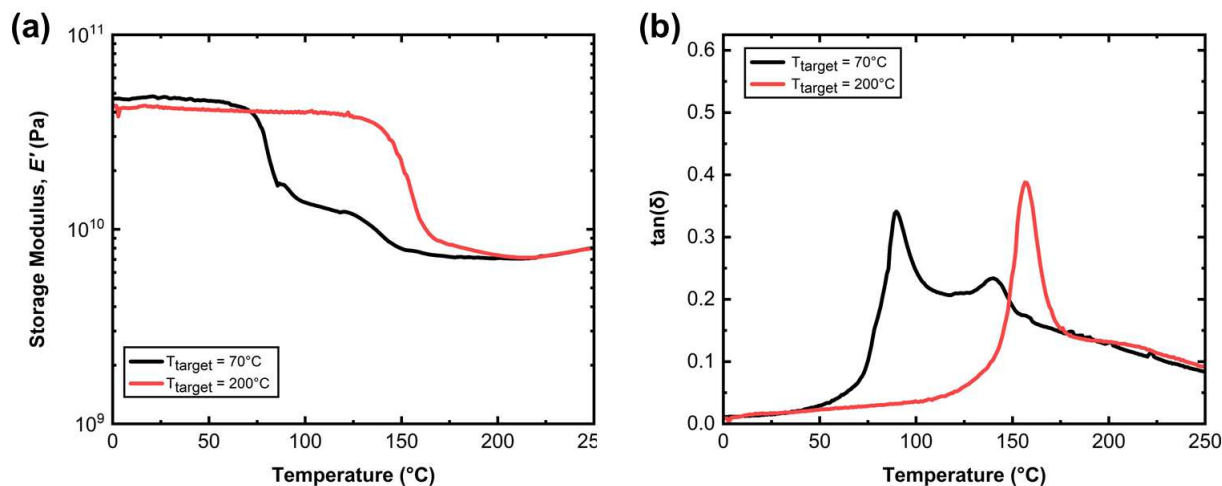 (a)
Storage Modulus, E' (Pa)
10¹¹
10¹⁰
10⁹
T_target = 70°C
T_target = 200°C
0 50 100 150 200 25
Temperature (°C)
(b)
tan(δ)
0.6
0.5
0.4
0.3
0.2
0.1
0.0
T_target = 70°C
T_target = 200°C
0 50 100 150 200 250
Temperature (°C)